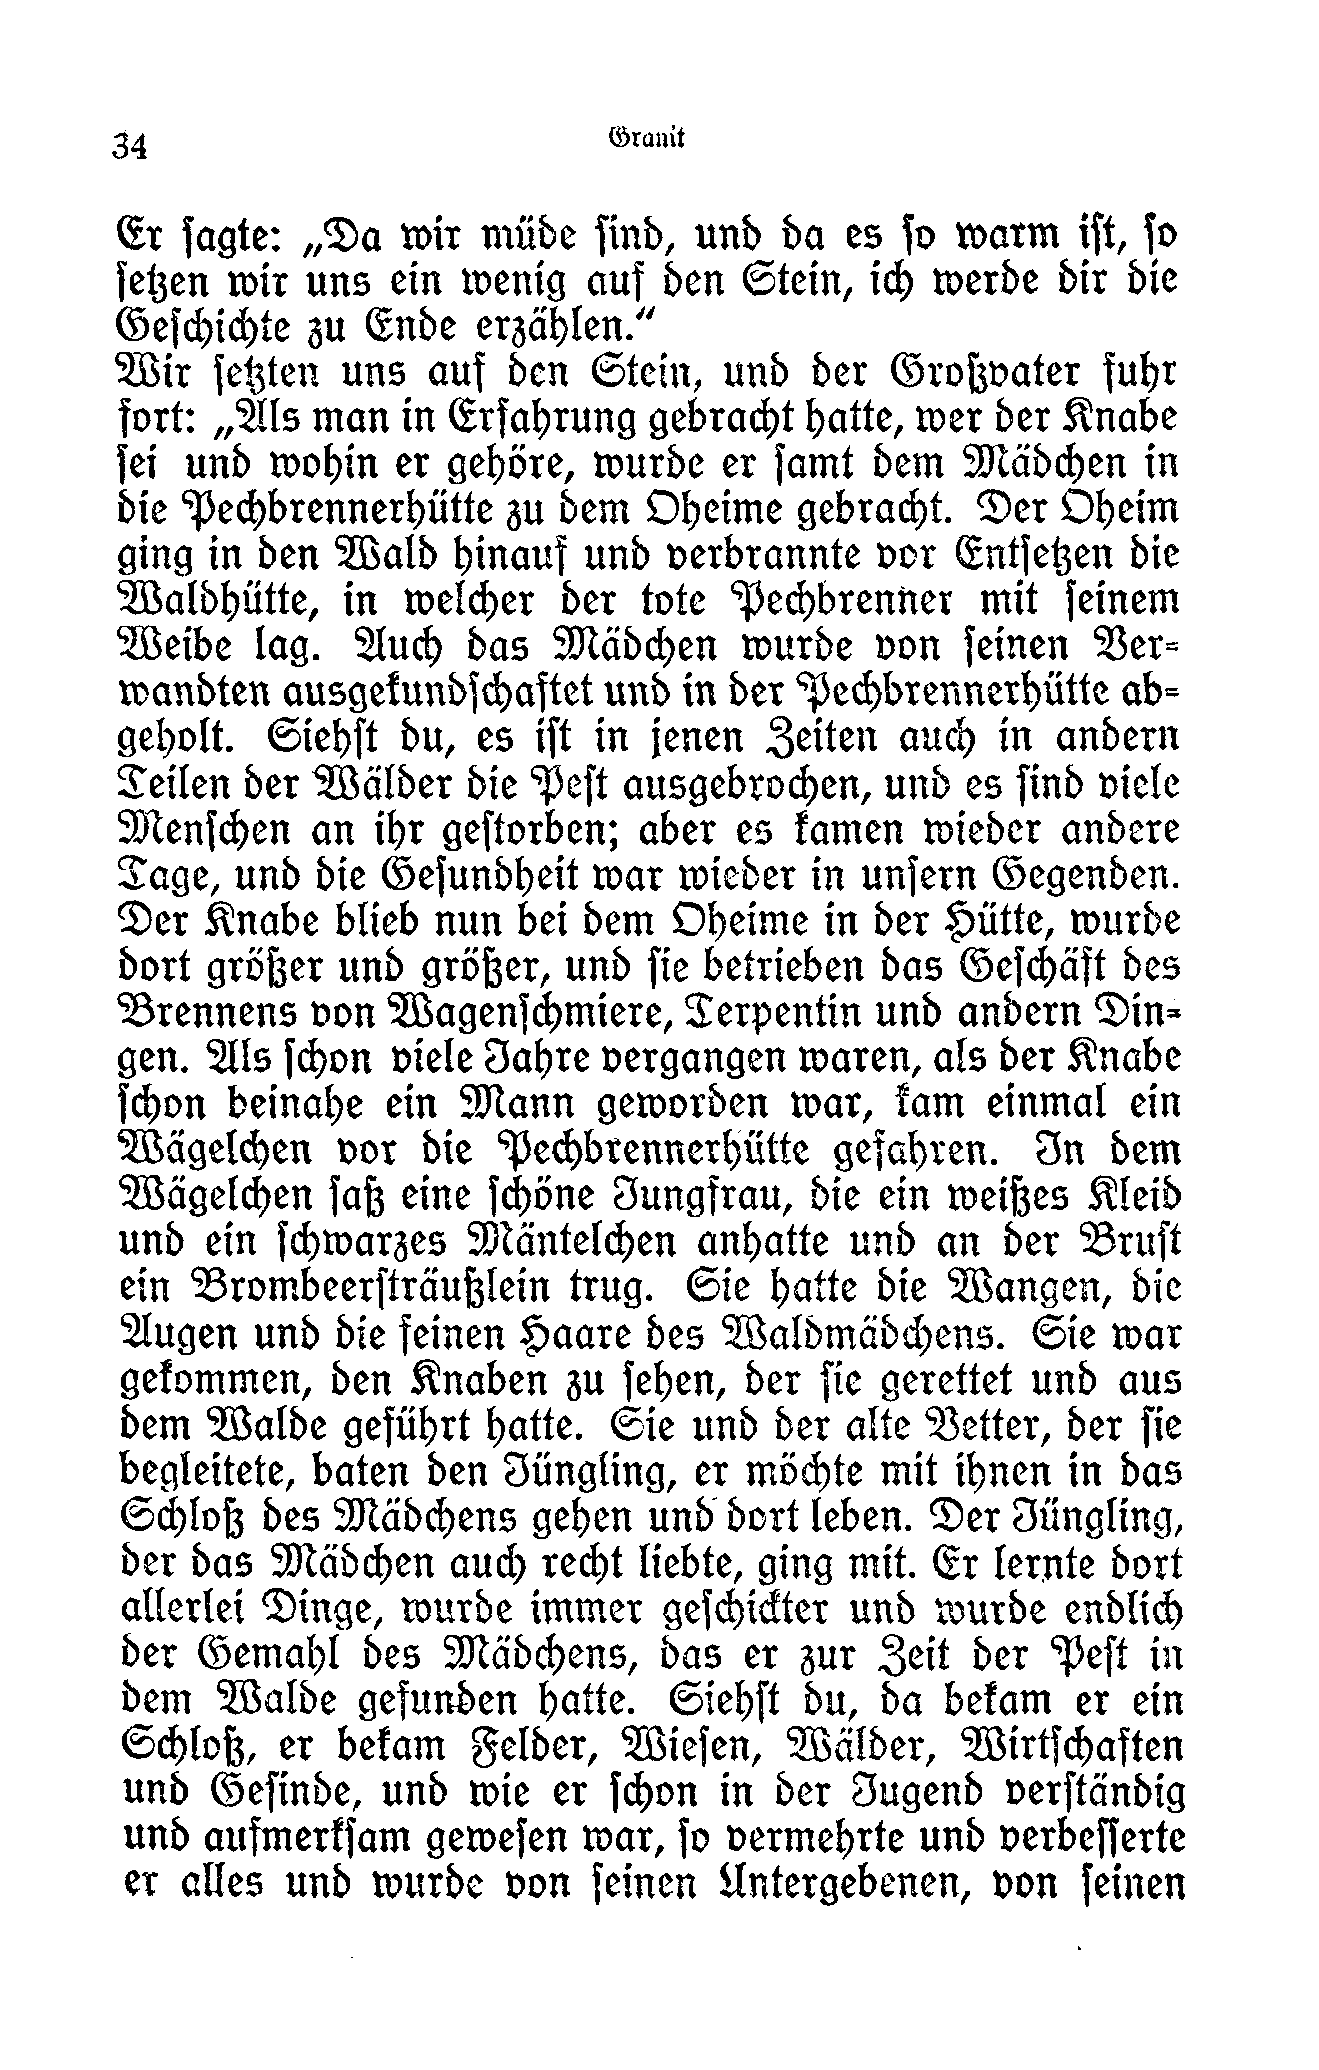 34
Granit
Er sagte: „Da wir müde sind, und da es so warm ist, so
setzen wir uns ein wenig auf den Stein, ich werde dir die
Geschichte zu Ende erzählen.“
Wir setzten uns auf den Stein, und der Großvater fuhr
fort: „Als man in Erfahrung gebracht hatte, wer der Knabe
sei und wohin er gehöre, wurde er samt dem Mädchen in
die Pechbrennerhütte zu dem Oheime gebracht. Der Oheim
ging in den Wald hinauf und verbrannte vor Entsetzen die
Waldhütte, in welcher der tote Pechbrenner mit seinem
Weibe lag. Auch das Mädchen wurde von seinen Ver-
wandten ausgekundschaftet und in der Pechbrennerhütte ab-
geholt. Siehst du, es ist in jenen Zeiten auch in andern
Teilen der Wälder die Pest ausgebrochen, und es sind viele
Menschen an ihr gestorben; aber es kamen wieder andere
Tage, und die Gesundheit war wieder in unsern Gegenden.
Der Knabe blieb nun bei dem Oheime in der Hütte, wurde
dort größer und größer, und sie betrieben das Geschäft des
Brennens von Wagenschmiere, Terpentin und andern Din-
gen. Als schon viele Jahre vergangen waren, als der Knabe
schon beinahe ein Mann geworden war, kam einmal ein
Wägelchen vor die Pechbrennerhütte gefahren. In dem
Wägelchen saß eine schöne Jungfrau, die ein weißes Kleid
und ein schwarzes Mäntelchen anhatte und an der Brust
ein Brombeersträußlein trug. Sie hatte die Wangen, die
Augen und die feinen Haare des Waldmädchens. Sie war
gekommen, den Knaben zu sehen, der sie gerettet und aus
dem Walde geführt hatte. Sie und der alte Vetter, der sie
begleitete, baten den Jüngling, er möchte mit ihnen in das
Schloß des Mädchens gehen und dort leben. Der Jüngling,
der das Mädchen auch recht liebte, ging mit. Er lernte dort
allerlei Dinge, wurde immer geschickter und wurde endlich
der Gemahl des Mädchens, das er zur Zeit der Pest in
dem Walde gefunden hatte. Siehst du, da bekam er ein
Schloß, er bekam Felder, Wiesen, Wälder, Wirtschaften
und Gesinde, und wie er schon in der Jugend verständig
und aufmerksam gewesen war, so vermehrte und verbesserte
er alles und wurde von seinen Untergebenen, von seinen